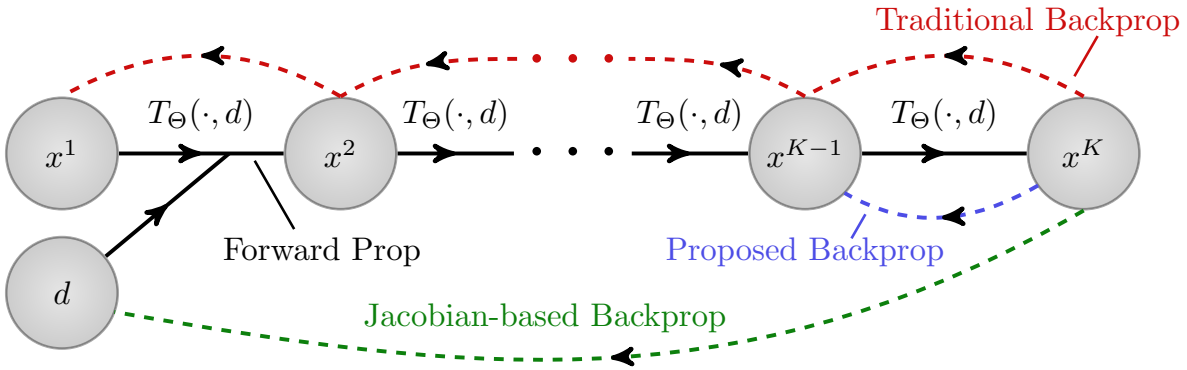 Traditional Backprop
T_Θ(·, d) T_Θ(·, d) T_Θ(·, d) T_Θ(·, d)
x^1 x^2 x^{K−1} x^K
Forward Prop Proposed Backprop
d
Jacobian-based Backprop